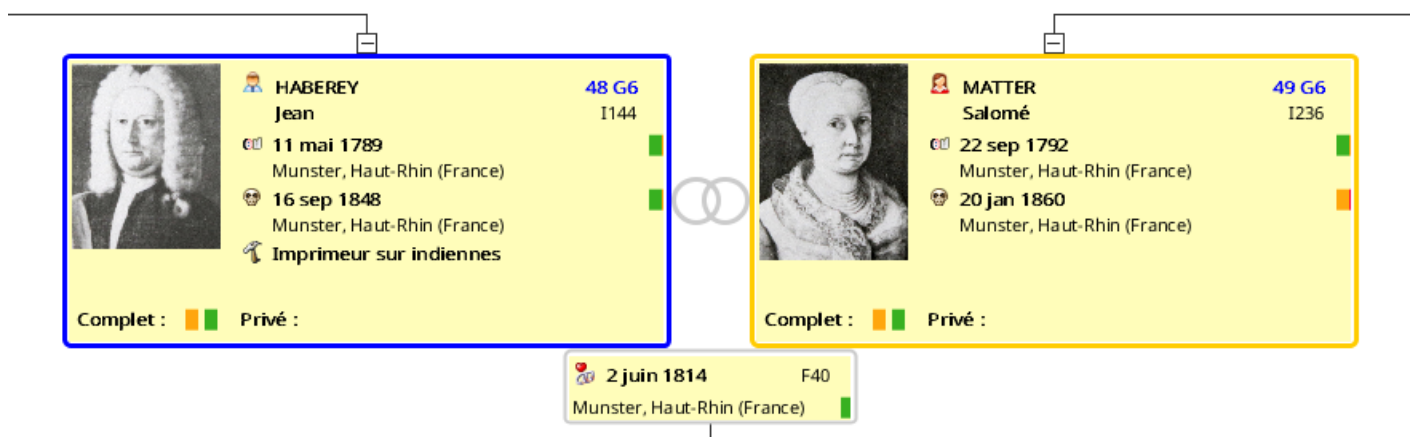 HABEREY 48 G6
Jean I144
11 mai 1789
Munster, Haut-Rhin (France)
16 sep 1848
Munster, Haut-Rhin (France)
Imprimeur sur indiennes
Complet : Privé :
MATTER 49 G6
Salomé I236
22 sep 1792
Munster, Haut-Rhin (France)
20 jan 1860
Munster, Haut-Rhin (France)
Complet : Privé :
2 juin 1814 F40
Munster, Haut-Rhin (France)